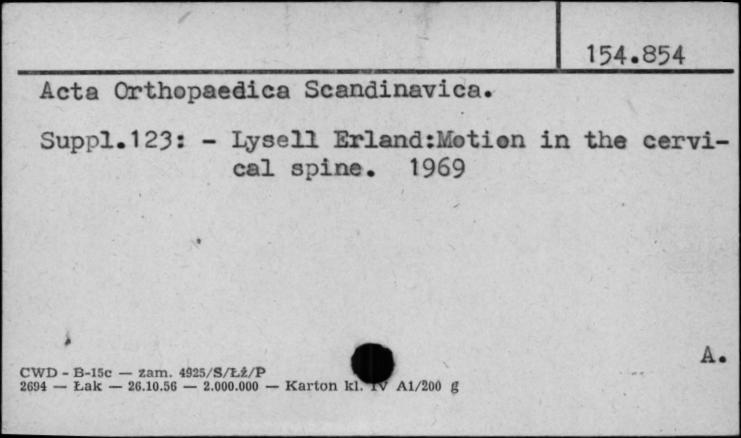 154.854
Acta Orthopaedica Scandinavica.
Suppl.123: - Lysell Erland:Motion in the cervi-
cal spine. 1969
A.
CWD - B-15c — zam. 4925/S/Łż/P
2694 — Łak — 26.10.56 — 2.000.000 — Karton kl. IV A1/200 g